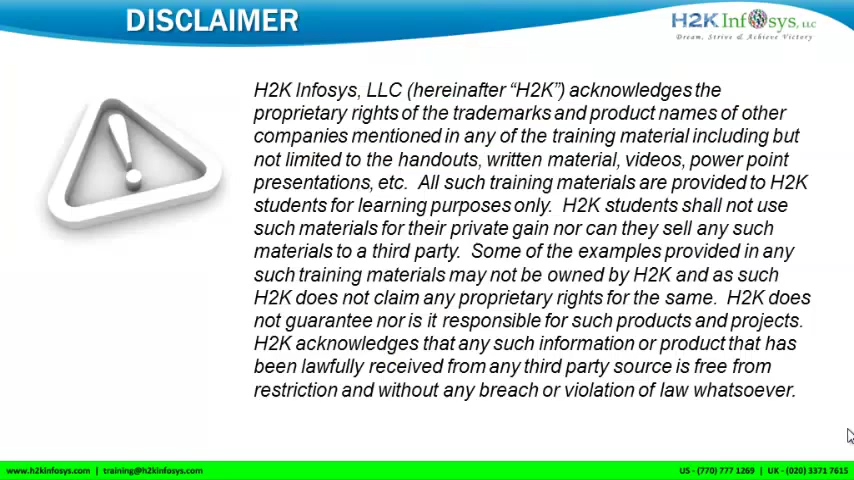 DISCLAIMER
H2K Infosys, LLC
Dream, Strive & Achieve Victory
H2K Infosys, LLC (hereinafter “H2K”) acknowledges the
proprietary rights of the trademarks and product names of other
companies mentioned in any of the training material including but
not limited to the handouts, written material, videos, power point
presentations, etc. All such training materials are provided to H2K
students for learning purposes only. H2K students shall not use
such materials for their private gain nor can they sell any such
materials to a third party. Some of the examples provided in any
such training materials may not be owned by H2K and as such
H2K does not claim any proprietary rights for the same. H2K does
not guarantee nor is it responsible for such products and projects.
H2K acknowledges that any such information or product that has
been lawfully received from any third party source is free from
restriction and without any breach or violation of law whatsoever.
www.h2kinfosys.com | training@h2kinfosys.com
US - (770) 777 1269 | UK - (020) 3371 7615